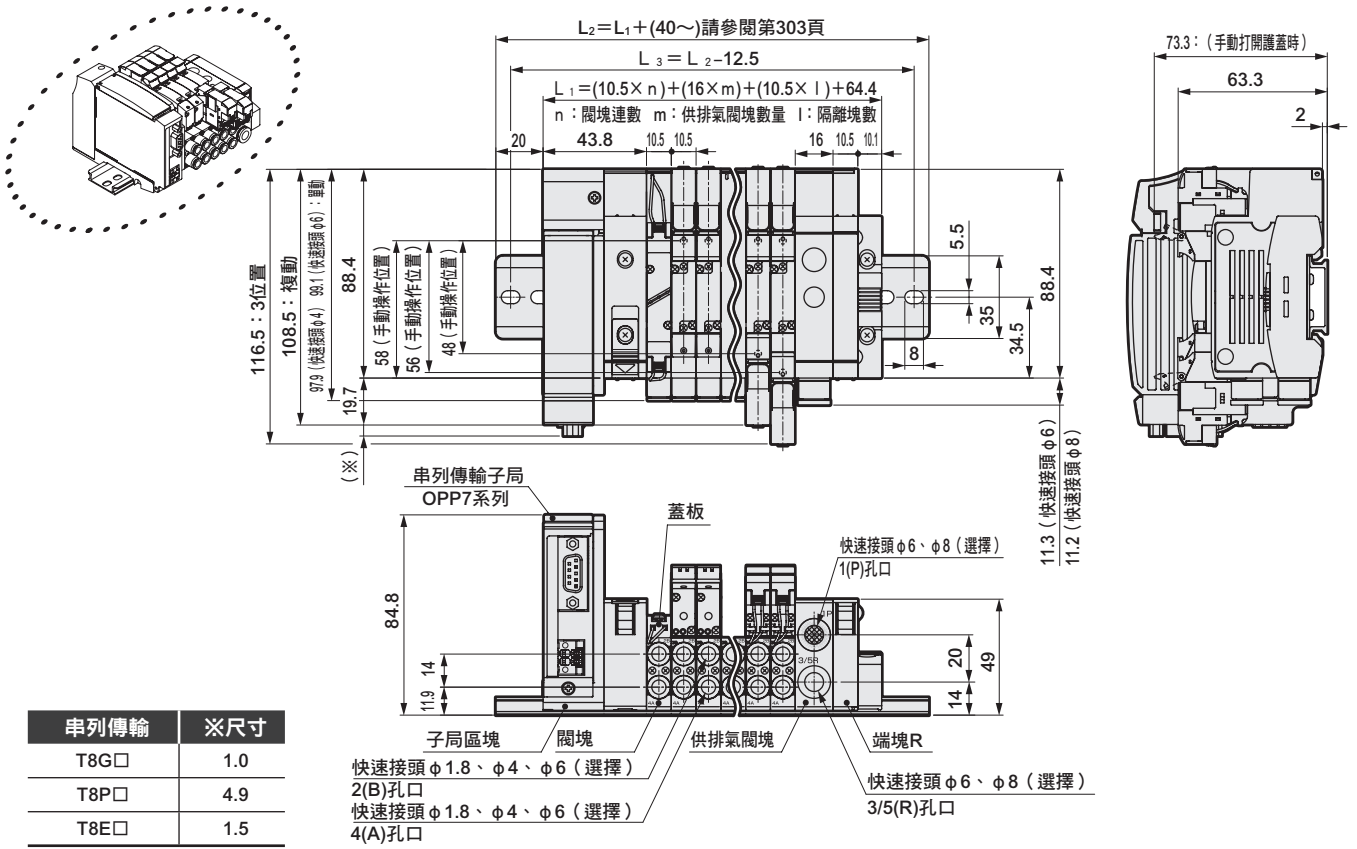 L₂=L₁+(40～)請參閱第303頁
L ₃ = L ₂−12.5
L ₁=(10.5×n)+(16×m)+(10.5×l)+64.4
n：閥塊連數 m：供排氣閥塊數量 l：隔離塊數
20
43.8
10.5
10.5
16
10.5
10.1
73.3：(手動打開護蓋時)
63.3
2
116.5：3位置
108.5：複動
97.9 (快速接頭φ4) 99.1 (快速接頭φ6)：單動
88.4
58 (手動操作位置)
56 (手動操作位置)
48 (手動操作位置)
19.7
(※)
5.5
35
34.5
8
88.4
11.3 (快速接頭φ6)
11.2 (快速接頭φ8)
串列傳輸子局
OPP7系列
蓋板
快速接頭φ6、φ8 (選擇)
1(P)孔口
84.8
14
11.9
1P
3/5R
4A
4A
4A
4A
20
14
49
子局區塊
閥塊
供排氣閥塊
端塊R
快速接頭φ1.8、φ4、φ6 (選擇)
2(B)孔口
快速接頭φ1.8、φ4、φ6 (選擇)
4(A)孔口
快速接頭φ6、φ8 (選擇)
3/5(R)孔口
串列傳輸 ※尺寸
T8G□ 1.0
T8P□ 4.9
T8E□ 1.5